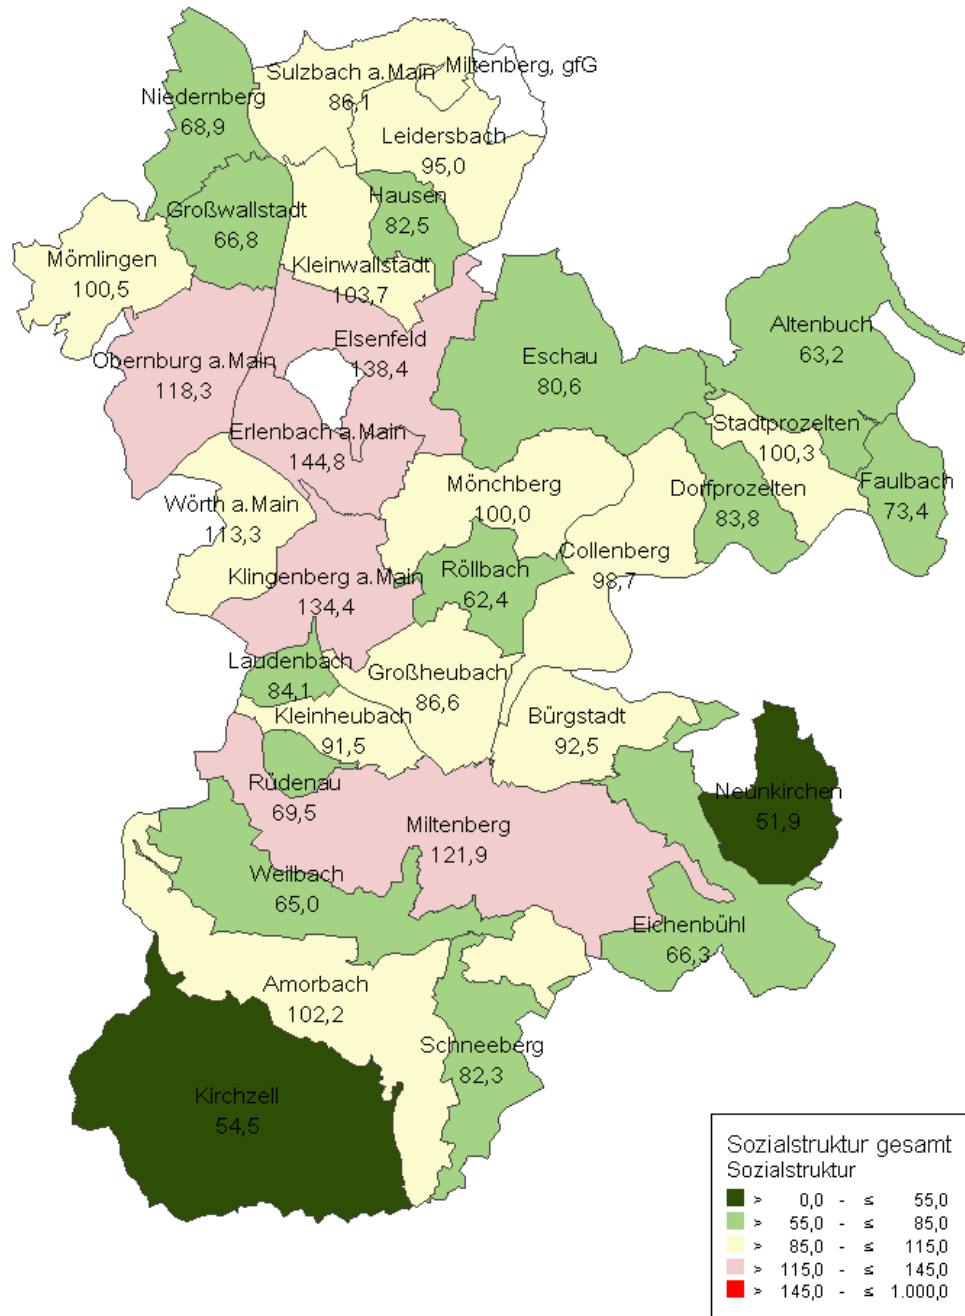 Sulzbach a.Main
86,1
Miltenberg, gfG
Niedernberg
68,9
Leidersbach
95,0
Hausen
82,5
Großwallstadt
66,8
Mömlingen
100,5
Kleinwallstadt
103,7
Elsenfeld
138,4
Altenbuch
63,2
Obernburg a.Main
118,3
Eschau
80,6
Erlenbach a.Main
144,8
Stadtprozelten
100,3
Mönchberg
100,0
Dorfprozelten
83,8
Faulbach
73,4
Wörth a.Main
113,3
Collenberg
98,7
Klingenberg a.Main
134,4
Röllbach
62,4
Laudenbach
84,1
Großheubach
86,6
Kleinheubach
91,5
Bürgstadt
92,5
Rüdenau
69,5
Neunkirchen
51,9
Miltenberg
121,9
Weilbach
65,0
Eichenbühl
66,3
Amorbach
102,2
Schneeberg
82,3
Kirchzell
54,5
Sozialstruktur gesamt
Sozialstruktur
> 0,0 - ≤ 55,0
> 55,0 - ≤ 85,0
> 85,0 - ≤ 115,0
> 115,0 - ≤ 145,0
> 145,0 - ≤ 1.000,0